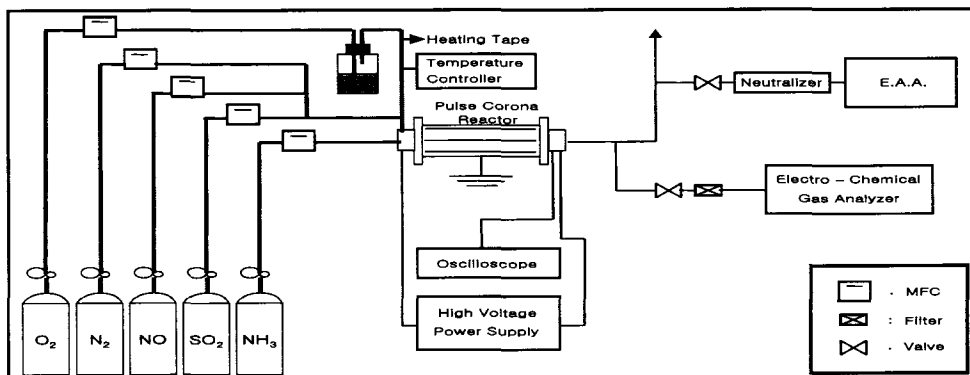 Heating Tape
Temperature
Controller
Pulse Corona
Reactor
Neutralizer
E.A.A.
Electro – Chemical
Gas Analyzer
Oscilloscope
High Voltage
Power Supply
O₂
N₂
NO
SO₂
NH₃
. MFC
: Filter
. Valve